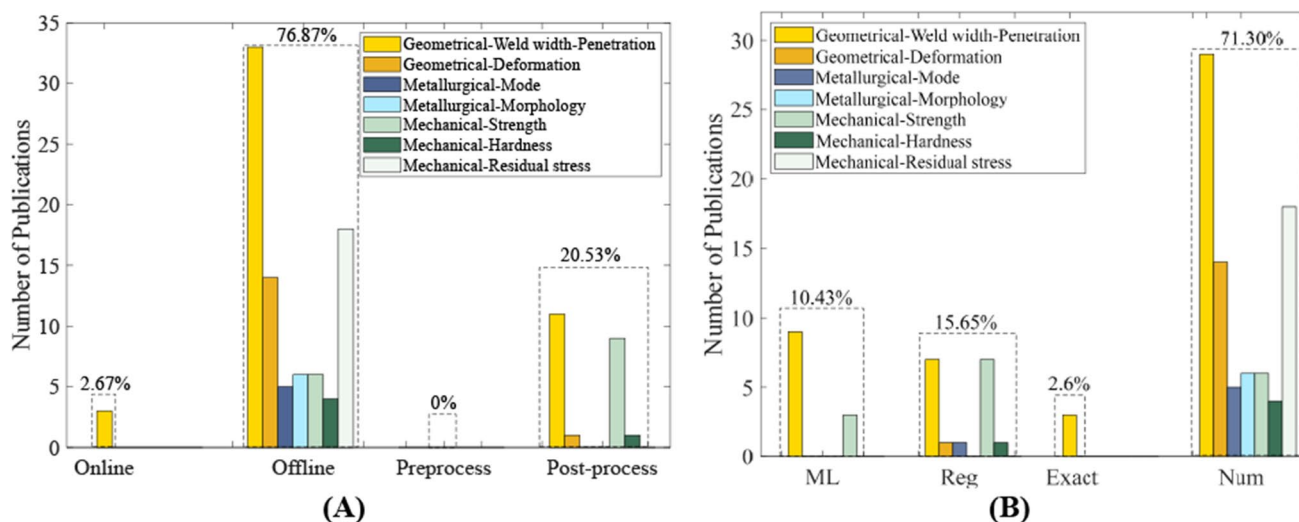 35
30
25
20
15
10
5
0
Number of Publications
2.67%
76.87%
0%
20.53%
Geometrical-Weld width-Penetration
Geometrical-Deformation
Metallurgical-Mode
Metallurgical-Morphology
Mechanical-Strength
Mechanical-Hardness
Mechanical-Residual stress
Online
Offline
Preprocess
Post-process
(A)
30
25
20
15
10
5
0
Number of Publications
10.43%
15.65%
2.6%
71.30%
Geometrical-Weld width-Penetration
Geometrical-Deformation
Metallurgical-Mode
Metallurgical-Morphology
Mechanical-Strength
Mechanical-Hardness
Mechanical-Residual stress
ML
Reg
Exact
Num
(B)